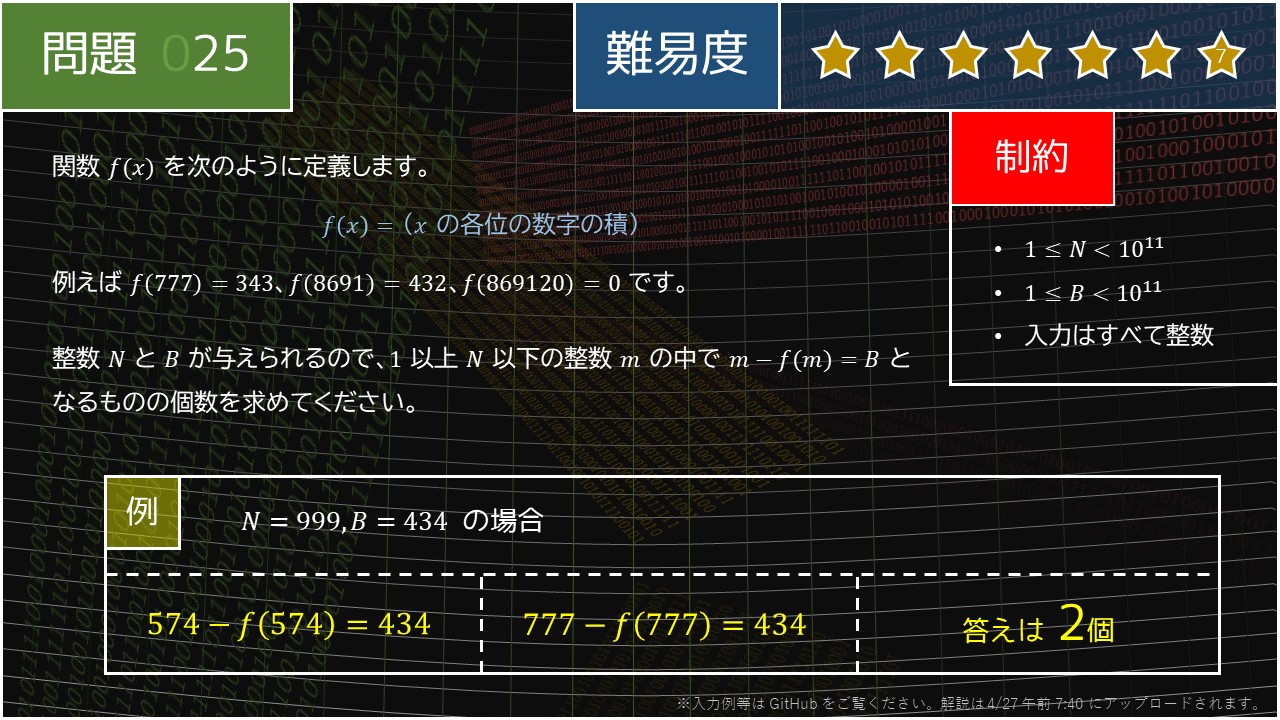 問題 025
難易度
7
制約
関数 f(x) を次のように定義します。
f(x) = (x の各位の数字の積)
例えば f(777) = 343、f(8691) = 432、f(869120) = 0 です。
整数 N と B が与えられるので、1 以上 N 以下の整数 m の中で m − f(m) = B と
なるものの個数を求めてください。
• 1 ≤ N < 10¹¹
• 1 ≤ B < 10¹¹
• 入力はすべて整数
例
N = 999, B = 434 の場合
574 − f(574) = 434
777 − f(777) = 434
答えは 2個
※入力例等は GitHub をご覧ください。解説は 4/27 午前 7:40 にアップロードされます。